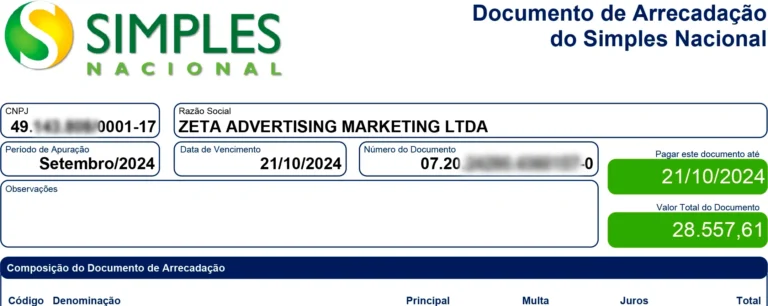 SIMPLES
NACIONAL
Documento de Arrecadação
do Simples Nacional
CNPJ
49. 0001-17
Razão Social
ZETA ADVERTISING MARKETING LTDA
Período de Apuração
Setembro/2024
Data de Vencimento
21/10/2024
Número do Documento
07.20 -0
Pagar este documento até
21/10/2024
Observações
Valor Total do Documento
28.557,61
Composição do Documento de Arrecadação
Código Denominação Principal Multa Juros Total